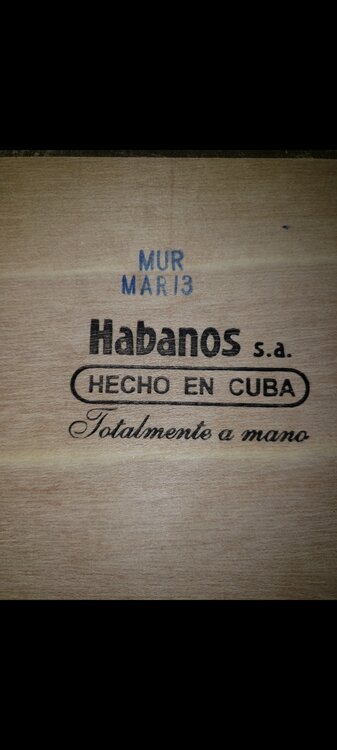 MUR
MAR13
Habanos s.a.
HECHO EN CUBA
Totalmente a mano